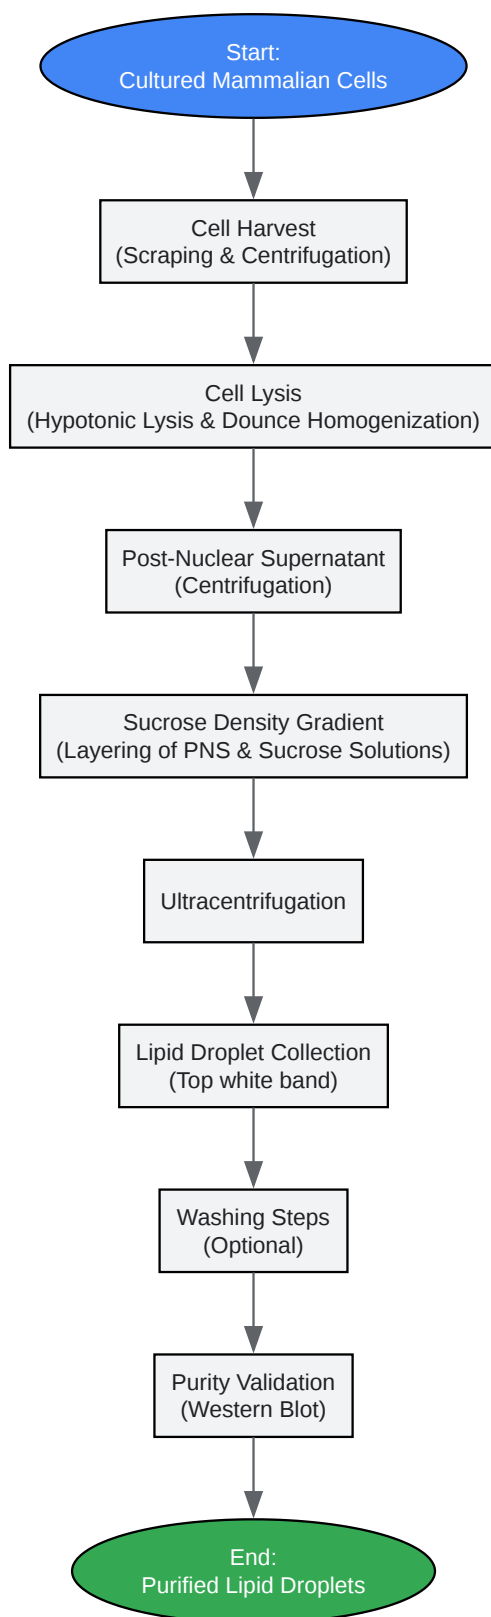 Start:
Cultured Mammalian Cells
Cell Harvest
(Scraping & Centrifugation)
Cell Lysis
(Hypotonic Lysis & Dounce Homogenization)
Post-Nuclear Supernatant
(Centrifugation)
Sucrose Density Gradient
(Layering of PNS & Sucrose Solutions)
Ultracentrifugation
Lipid Droplet Collection
(Top white band)
Washing Steps
(Optional)
Purity Validation
(Western Blot)
End:
Purified Lipid Droplets